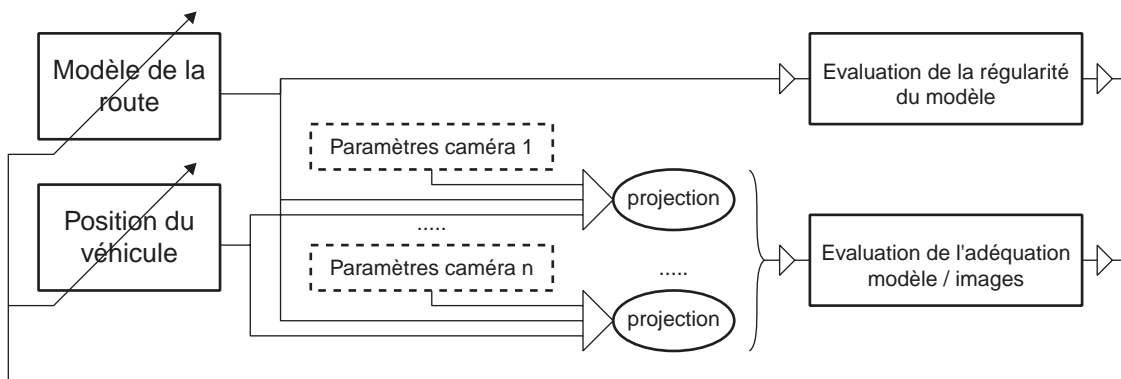 Modèle de la
route
Evaluation de la régularité
du modèle
Paramètres caméra 1
projection
Position du
véhicule
.....
Evaluation de l'adéquation
modèle / images
Paramètres caméra n
.....
projection